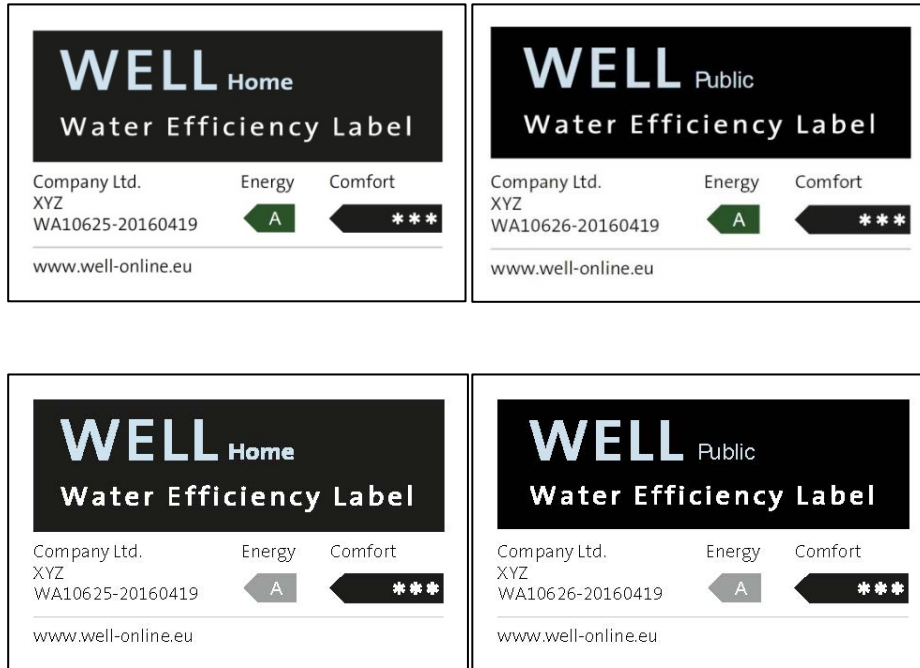 WELL Home
Water Efficiency Label
Company Ltd. Energy Comfort
XYZ
WA10625-20160419 A ***
www.well-online.eu
WELL Public
Water Efficiency Label
Company Ltd. Energy Comfort
XYZ
WA10626-20160419 A ***
www.well-online.eu
WELL Home
Water Efficiency Label
Company Ltd. Energy Comfort
XYZ
WA10625-20160419 A ***
www.well-online.eu
WELL Public
Water Efficiency Label
Company Ltd. Energy Comfort
XYZ
WA10626-20160419 A ***
www.well-online.eu